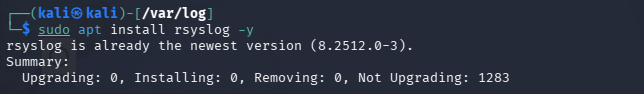 ┌──(kali㉿kali)-[/var/log]
└─$ sudo apt install rsyslog -y
rsyslog is already the newest version (8.2512.0-3).
Summary:
  Upgrading: 0, Installing: 0, Removing: 0, Not Upgrading: 1283